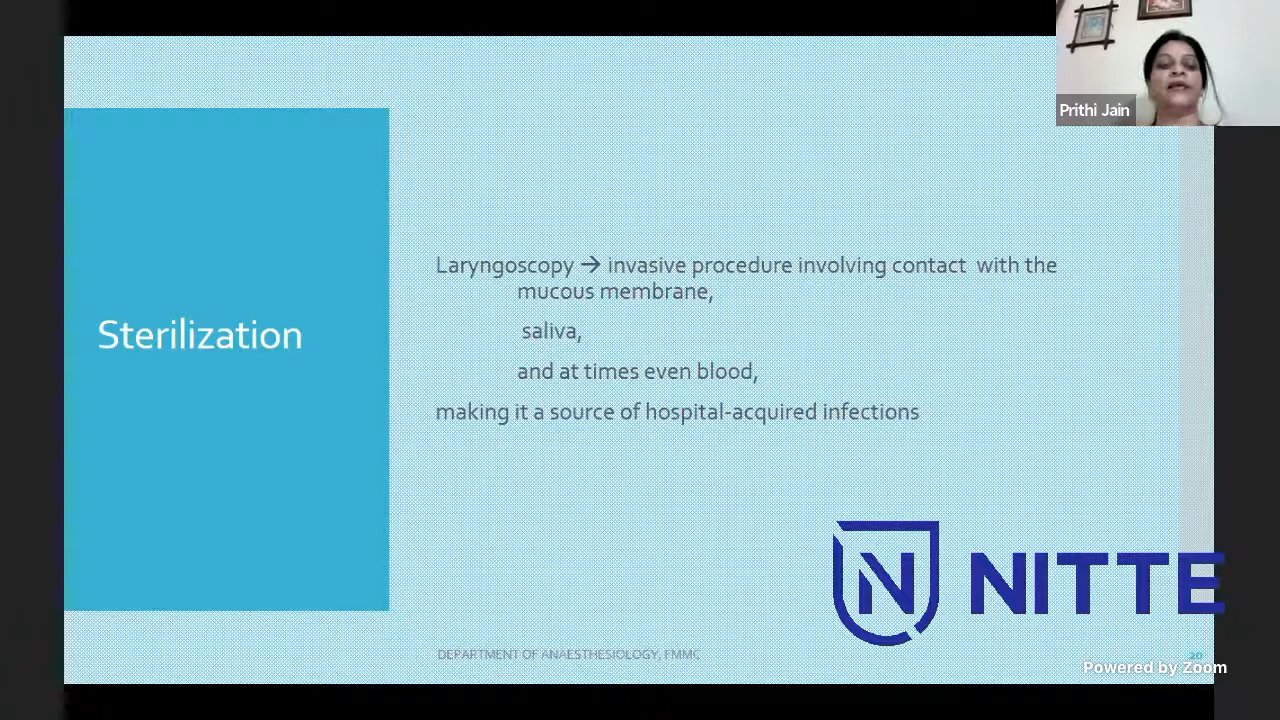 Prithi Jain
Sterilization
Laryngoscopy → invasive procedure involving contact with the
mucous membrane,
saliva,
and at times even blood,
making it a source of hospital-acquired infections
N NITTE
DEPARTMENT OF ANAESTHESIOLOGY, FMMC
20
Powered by Zoom